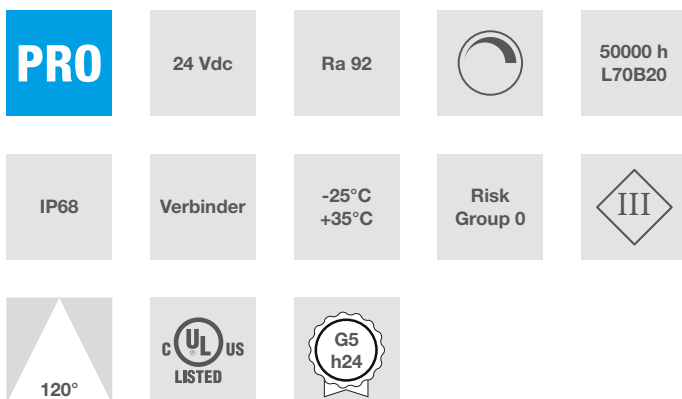 PRO
24 Vdc
Ra 92
50000 h
L70B20
IP68
Verbinder
-25°C
+35°C
Risk
Group 0
III
120°
C UL ® US
LISTED
G5
h24